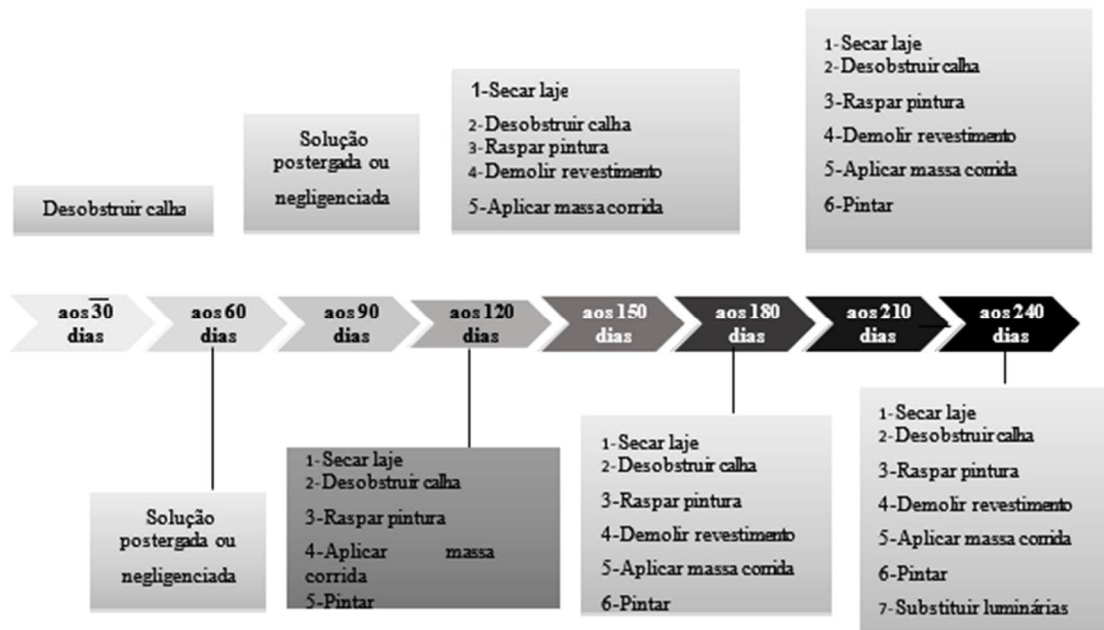 Desobstruir calha
Solução
postergada ou
negligenciada
1-Secar laje
2-Desobstruir calha
3-Raspar pintura
4-Demolir revestimento
5-Aplicar massa corrida
1-Secar laje
2-Desobstruir calha
3-Raspar pintura
4-Demolir revestimento
5-Aplicar massa corrida
6-Pintar
aos 30
dias
aos 60
dias
aos 90
dias
aos 120
dias
aos 150
dias
aos 180
dias
aos 210
dias
aos 240
dias
Solução
postergada ou
negligenciada
1-Secar laje
2-Desobstruir calha
3-Raspar pintura
4-Aplicar massa
corrida
5-Pintar
1-Secar laje
2-Desobstruir calha
3-Raspar pintura
4-Demolir revestimento
5-Aplicar massa corrida
6-Pintar
1-Secar laje
2-Desobstruir calha
3-Raspar pintura
4-Demolir revestimento
5-Aplicar massa corrida
6-Pintar
7-Substituir luminárias